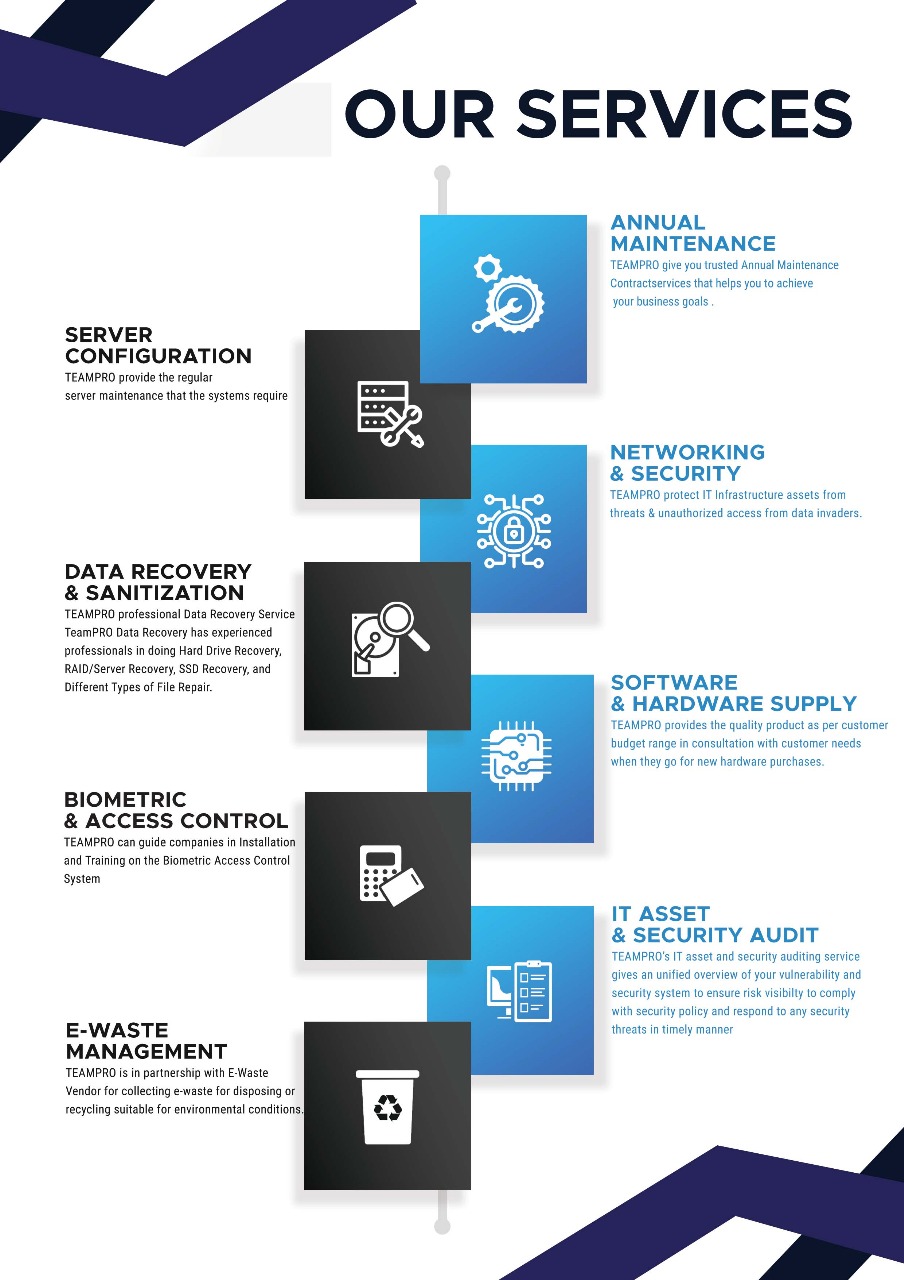 OUR SERVICES
ANNUAL
MAINTENANCE
TEAMPRO give you trusted Annual Maintenance
Contractservices that helps you to achieve
your business goals .
SERVER
CONFIGURATION
TEAMPRO provide the regular
server maintenance that the systems require
NETWORKING
& SECURITY
TEAMPRO protect IT Infrastructure assets from
threats & unauthorized access from data invaders.
DATA RECOVERY
& SANITIZATION
TEAMPRO professional Data Recovery Service
TeamPRO Data Recovery has experienced
professionals in doing Hard Drive Recovery,
RAID/Server Recovery, SSD Recovery, and
Different Types of File Repair.
SOFTWARE
& HARDWARE SUPPLY
TEAMPRO provides the quality product as per customer
budget range in consultation with customer needs
when they go for new hardware purchases.
BIOMETRIC
& ACCESS CONTROL
TEAMPRO can guide companies in Installation
and Training on the Biometric Access Control
System
IT ASSET
& SECURITY AUDIT
TEAMPRO's IT asset and security auditing service
gives an unified overview of your vulnerability and
security system to ensure risk visibilty to comply
with security policy and respond to any security
threats in timely manner
E-WASTE
MANAGEMENT
TEAMPRO is in partnership with E-Waste
Vendor for collecting e-waste for disposing or
recycling suitable for environmental conditions.